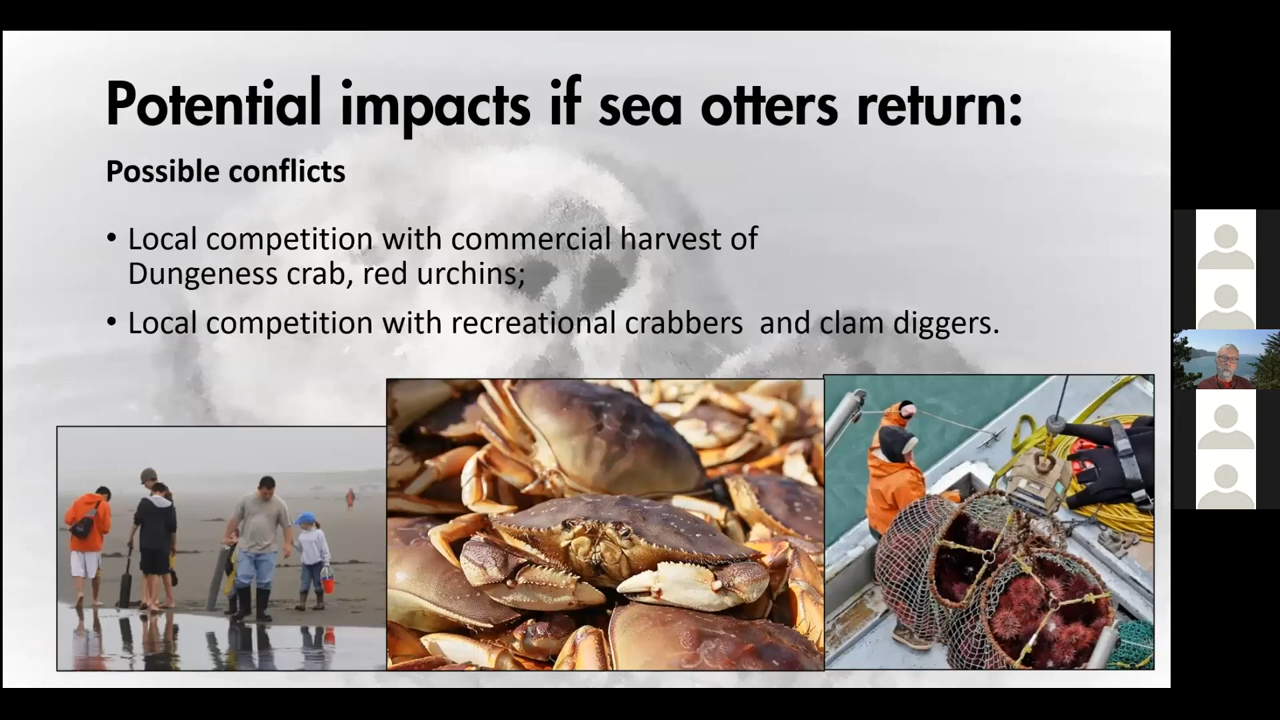 Potential impacts if sea otters return:
Possible conflicts
• Local competition with commercial harvest of
Dungeness crab, red urchins;
• Local competition with recreational crabbers  and clam diggers.